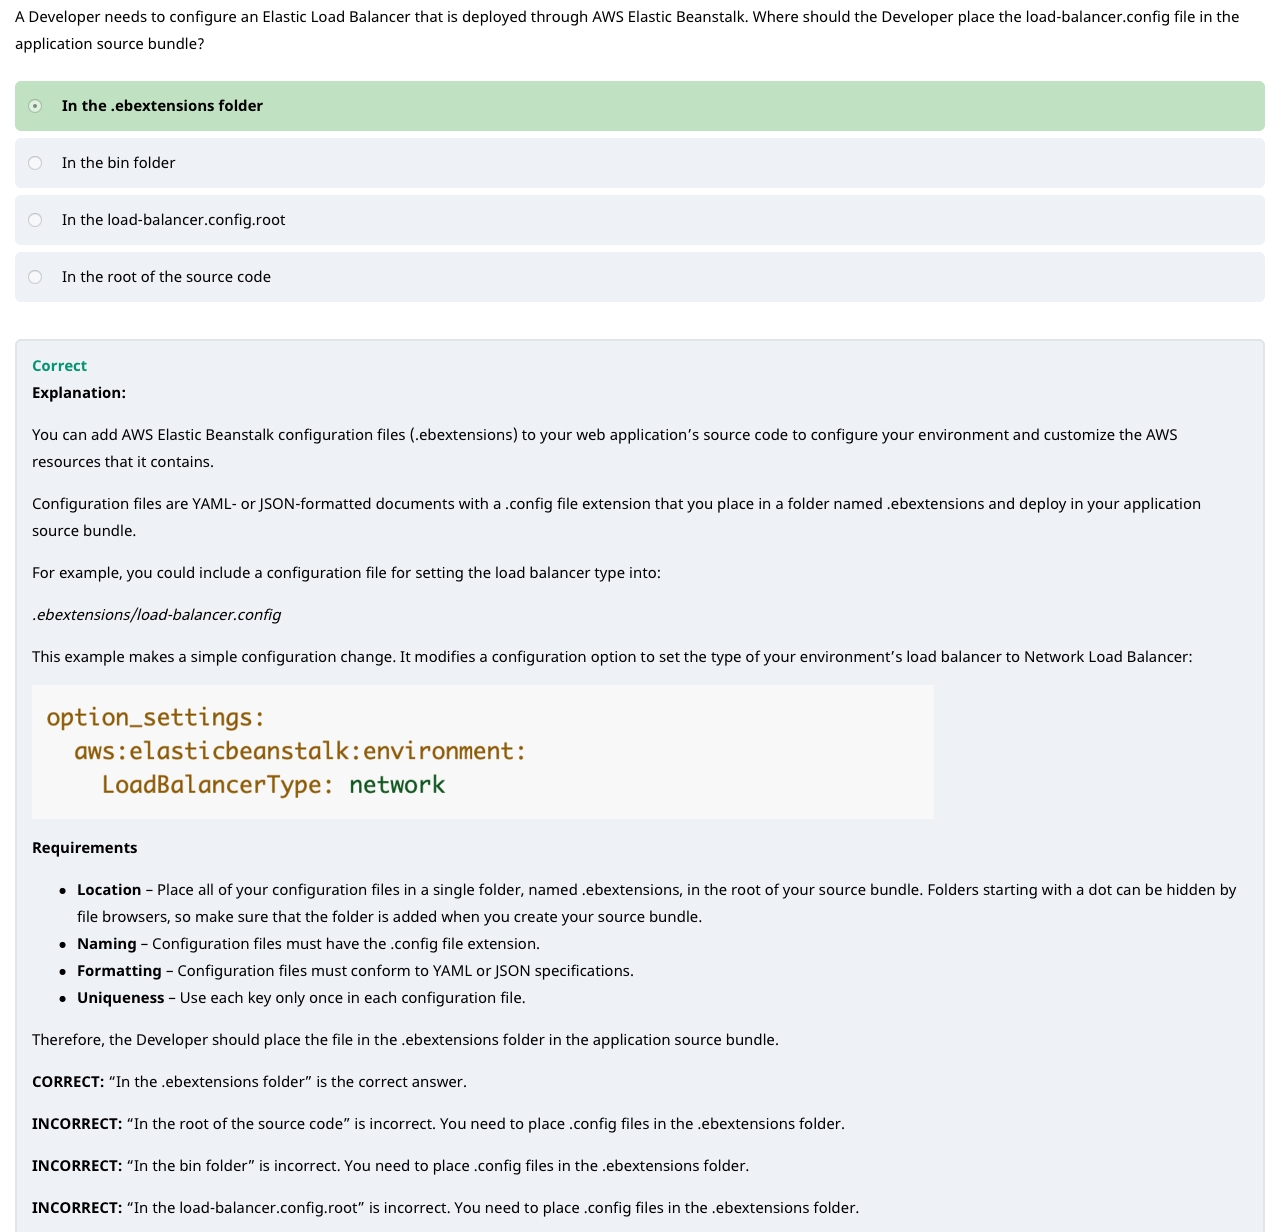 A Developer needs to configure an Elastic Load Balancer that is deployed through AWS Elastic Beanstalk. Where should the Developer place the load-balancer.config file in the
application source bundle?
In the .ebextensions folder
In the bin folder
In the load-balancer.config.root
In the root of the source code
Correct
Explanation:
You can add AWS Elastic Beanstalk configuration files (.ebextensions) to your web application’s source code to configure your environment and customize the AWS
resources that it contains.
Configuration files are YAML- or JSON-formatted documents with a .config file extension that you place in a folder named .ebextensions and deploy in your application
source bundle.
For example, you could include a configuration file for setting the load balancer type into:
.ebextensions/load-balancer.config
This example makes a simple configuration change. It modifies a configuration option to set the type of your environment’s load balancer to Network Load Balancer:
option_settings:
  aws:elasticbeanstalk:environment:
    LoadBalancerType: network
Requirements
• Location – Place all of your configuration files in a single folder, named .ebextensions, in the root of your source bundle. Folders starting with a dot can be hidden by
file browsers, so make sure that the folder is added when you create your source bundle.
• Naming – Configuration files must have the .config file extension.
• Formatting – Configuration files must conform to YAML or JSON specifications.
• Uniqueness – Use each key only once in each configuration file.
Therefore, the Developer should place the file in the .ebextensions folder in the application source bundle.
CORRECT: “In the .ebextensions folder” is the correct answer.
INCORRECT: “In the root of the source code” is incorrect. You need to place .config files in the .ebextensions folder.
INCORRECT: “In the bin folder” is incorrect. You need to place .config files in the .ebextensions folder.
INCORRECT: “In the load-balancer.config.root” is incorrect. You need to place .config files in the .ebextensions folder.